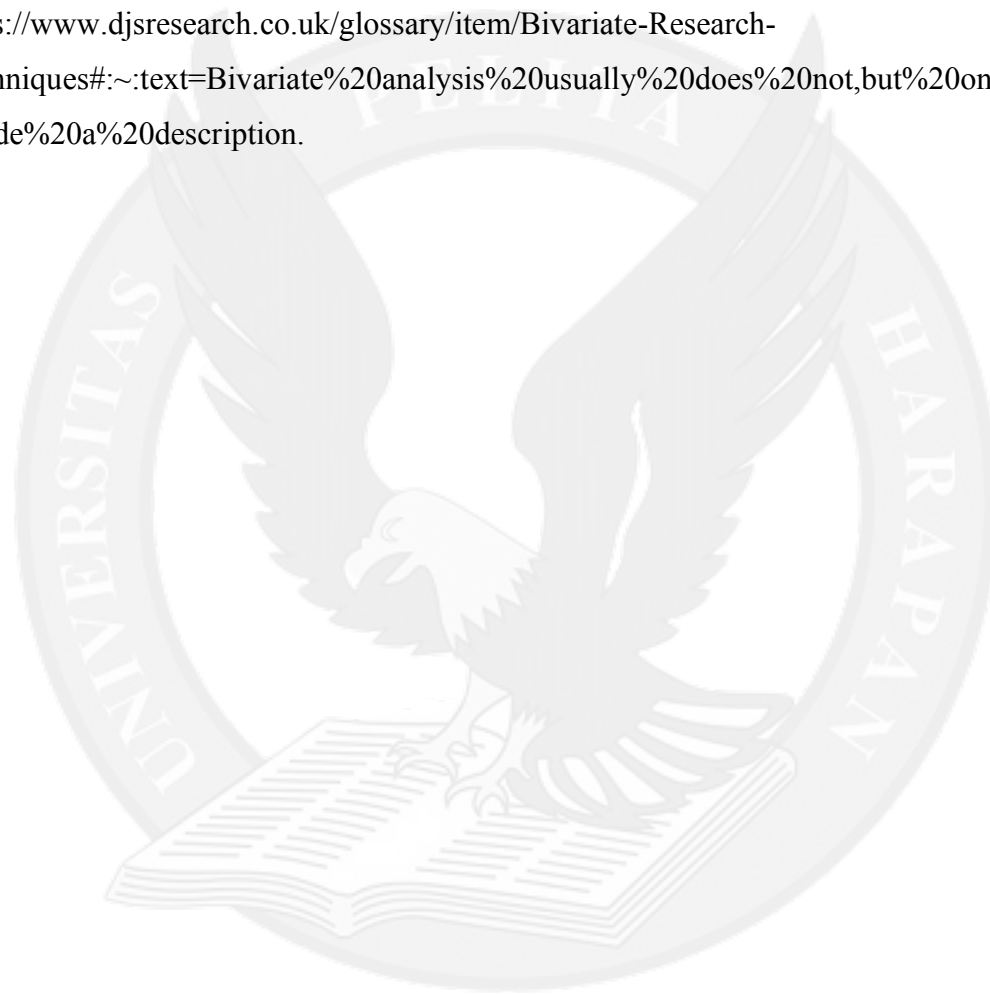 s://www.djsresearch.co.uk/glossary/item/Bivariate-Research-
niques#:~:text=Bivariate%20analysis%20usually%20does%20not,but%20on
de%20a%20description.
PELITA
UNIVERSITAS
HARAPAN